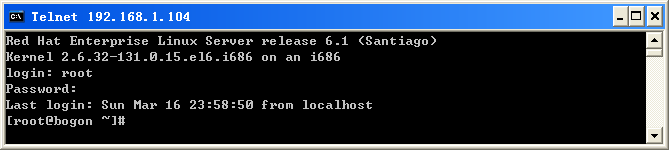 Telnet 192.168.1.104
Red Hat Enterprise Linux Server release 6.1 (Santiago)
Kernel 2.6.32-131.0.15.el6.i686 on an i686
login: root
Password:
Last login: Sun Mar 16 23:58:50 from localhost
[root@bogon ~]#